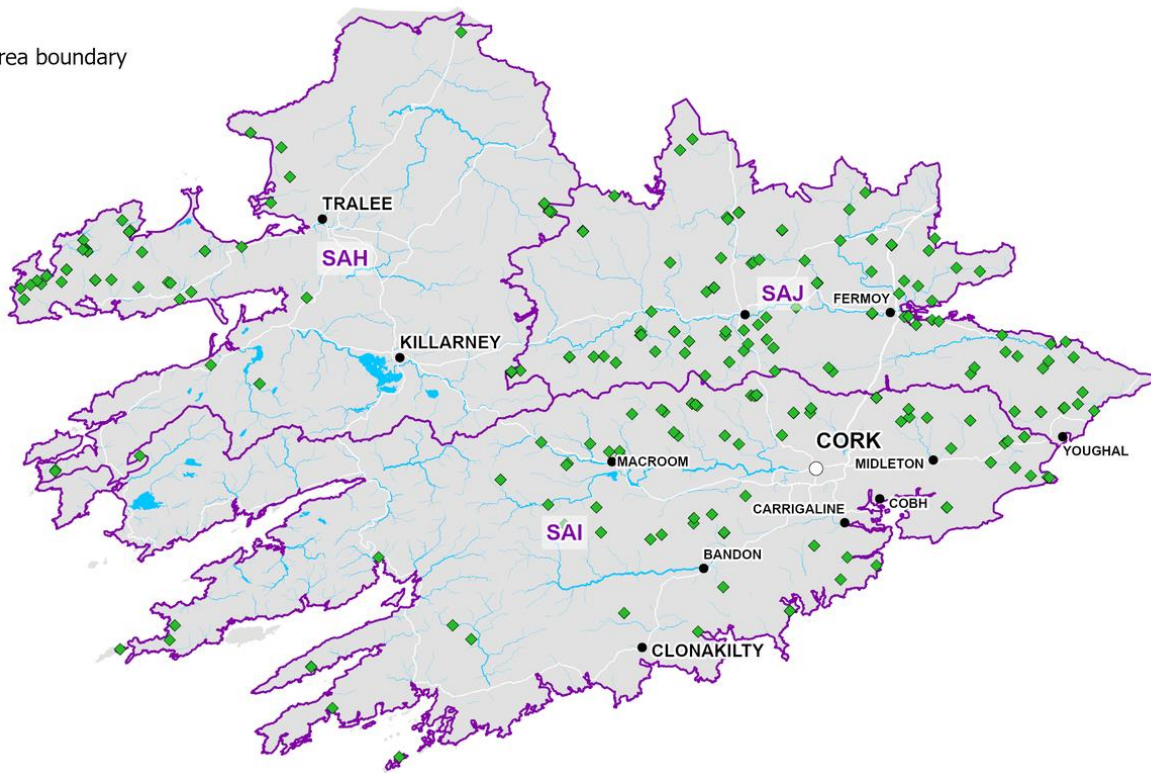 rea boundary
TRALEE
SAH
SAJ
FERMOY
KILLARNEY
CORK
YOUGHAL
MACROOM
MIDLETON
COBH
CARRIGALINE
SAI
BANDON
CLONAKILTY